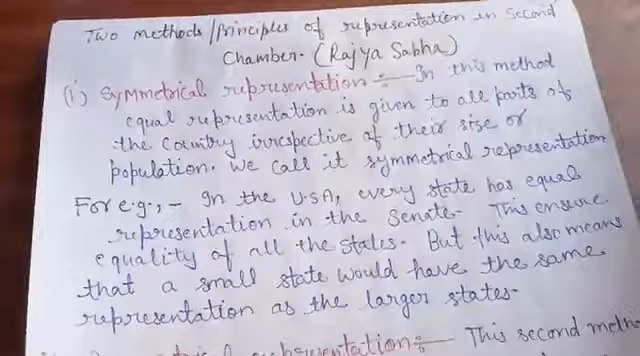 Two methods/Principles of representation in Second
Chamber. (Rajya Sabha)
(i) Symmetrical representation :- In this method
equal representation is given to all parts of
the Country irrespective of their size or
population. We call it symmetrical representation
For e.g., - In the U.S.A, every state has equal
representation in the Senate. This ensure
equality of all the states. But this also means
that a small state would have the same
representation as the larger states.
representation :- This second metho